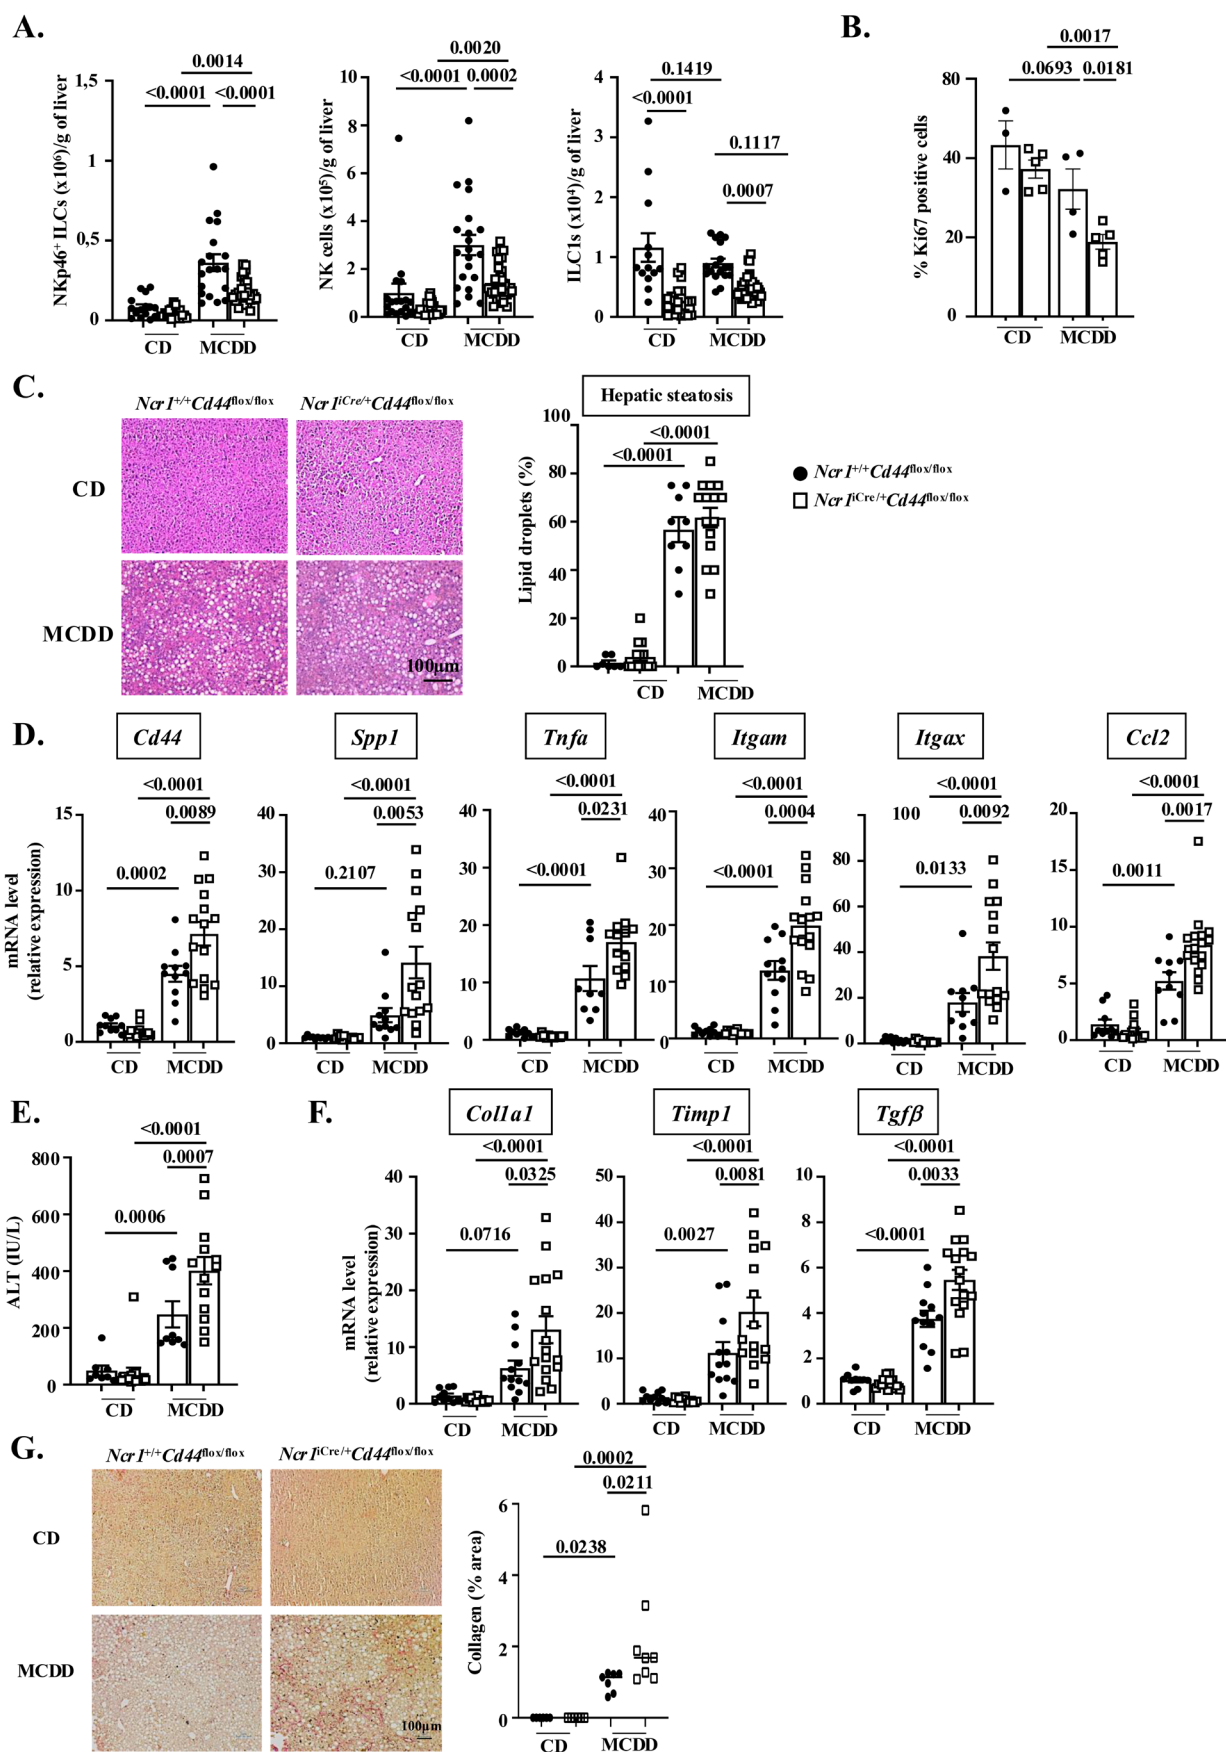 A.
B.
NKp46⁺ ILCs (x10⁶)/g of liver
1,5
1
0,5
0
0.0014
<0.0001
<0.0001
CD
MCDD
NK cells (x10⁵)/g of liver
10
8
6
4
2
0
0.0020
<0.0001
0.0002
CD
MCDD
ILC1s (x10⁴)/g of liver
4
3
2
1
0
0.1419
<0.0001
0.1117
0.0007
CD
MCDD
% Ki67 positive cells
80
40
20
0
0.0017
0.0693
0.0181
CD
MCDD
C.
Ncr1+/+Cd44flox/flox
Ncr1iCre/+Cd44flox/flox
CD
MCDD
100µm
Hepatic steatosis
Lipid droplets (%)
100
80
60
40
20
0
<0.0001
<0.0001
CD
MCDD
Ncr1+/+Cd44flox/flox
Ncr1iCre/+Cd44flox/flox
D.
mRNA level
(relative expression)
Cd44
<0.0001
0.0089
0.0002
15
10
5
0
CD
MCDD
Spp1
<0.0001
0.0053
0.2107
40
30
20
10
0
CD
MCDD
Tnfa
<0.0001
0.0231
<0.0001
40
30
20
10
0
CD
MCDD
Itgam
<0.0001
0.0004
<0.0001
40
30
20
10
0
CD
MCDD
Itgax
<0.0001
0.0092
0.0133
100
80
60
40
20
0
CD
MCDD
Ccl2
<0.0001
0.0017
0.0011
20
15
10
5
0
CD
MCDD
E.
ALT (IU/L)
<0.0001
0.0007
0.0006
800
600
400
200
0
CD
MCDD
F.
mRNA level
(relative expression)
Col1a1
<0.0001
0.0325
0.0716
40
30
20
10
0
CD
MCDD
Timp1
<0.0001
0.0081
0.0027
50
40
30
20
10
0
CD
MCDD
Tgfβ
<0.0001
0.0033
<0.0001
10
8
6
4
2
0
CD
MCDD
G.
Ncr1+/+Cd44flox/flox
Ncr1iCre/+Cd44flox/flox
CD
MCDD
100µm
Collagen (% area)
0.0002
0.0211
0.0238
6
4
2
0
CD
MCDD